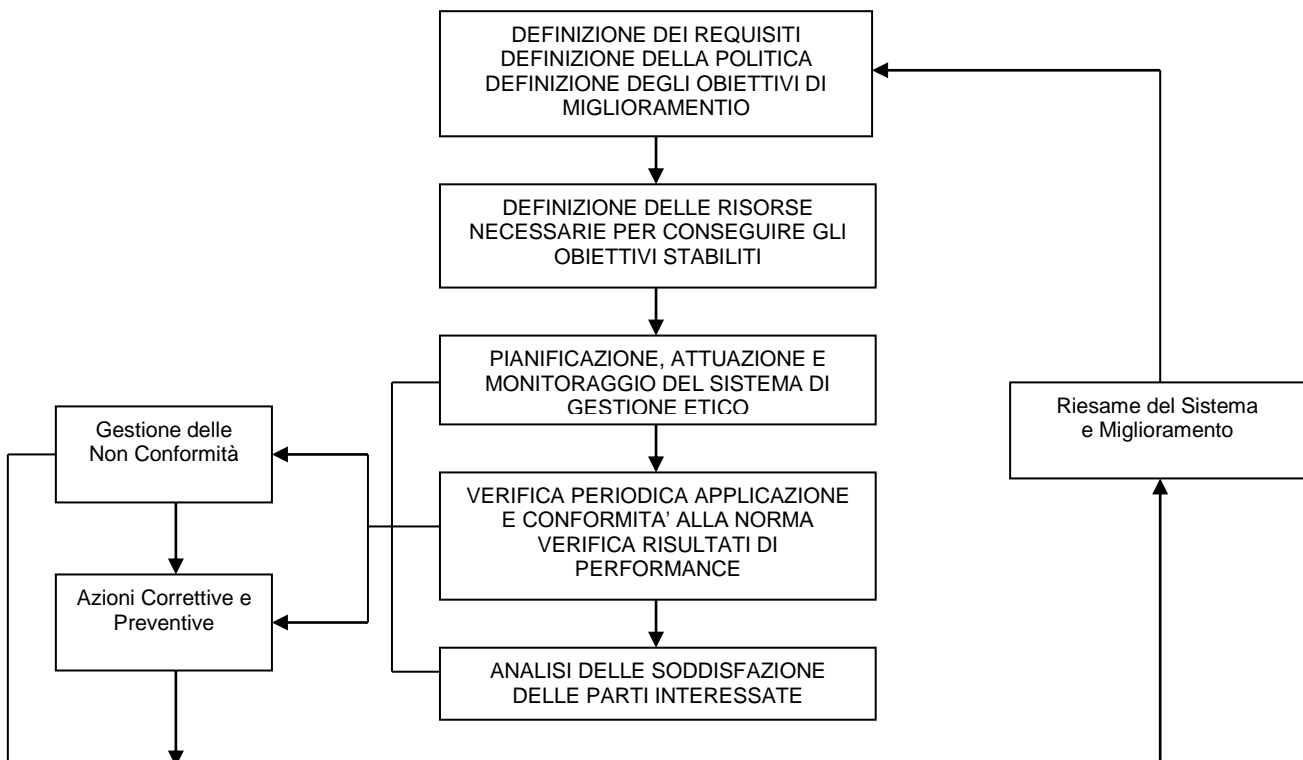 DEFINIZIONE DEI REQUISITI
DEFINIZIONE DELLA POLITICA
DEFINIZIONE DEGLI OBIETTIVI DI
MIGLIORAMENTIO
DEFINIZIONE DELLE RISORSE
NECESSARIE PER CONSEGUIRE GLI
OBIETTIVI STABILITI
PIANIFICAZIONE, ATTUAZIONE E
MONITORAGGIO DEL SISTEMA DI
GESTIONE ETICO
Riesame del Sistema
e Miglioramento
Gestione delle
Non Conformità
VERIFICA PERIODICA APPLICAZIONE
E CONFORMITA’ ALLA NORMA
VERIFICA RISULTATI DI
PERFORMANCE
Azioni Correttive e
Preventive
ANALISI DELLE SODDISFAZIONE
DELLE PARTI INTERESSATE